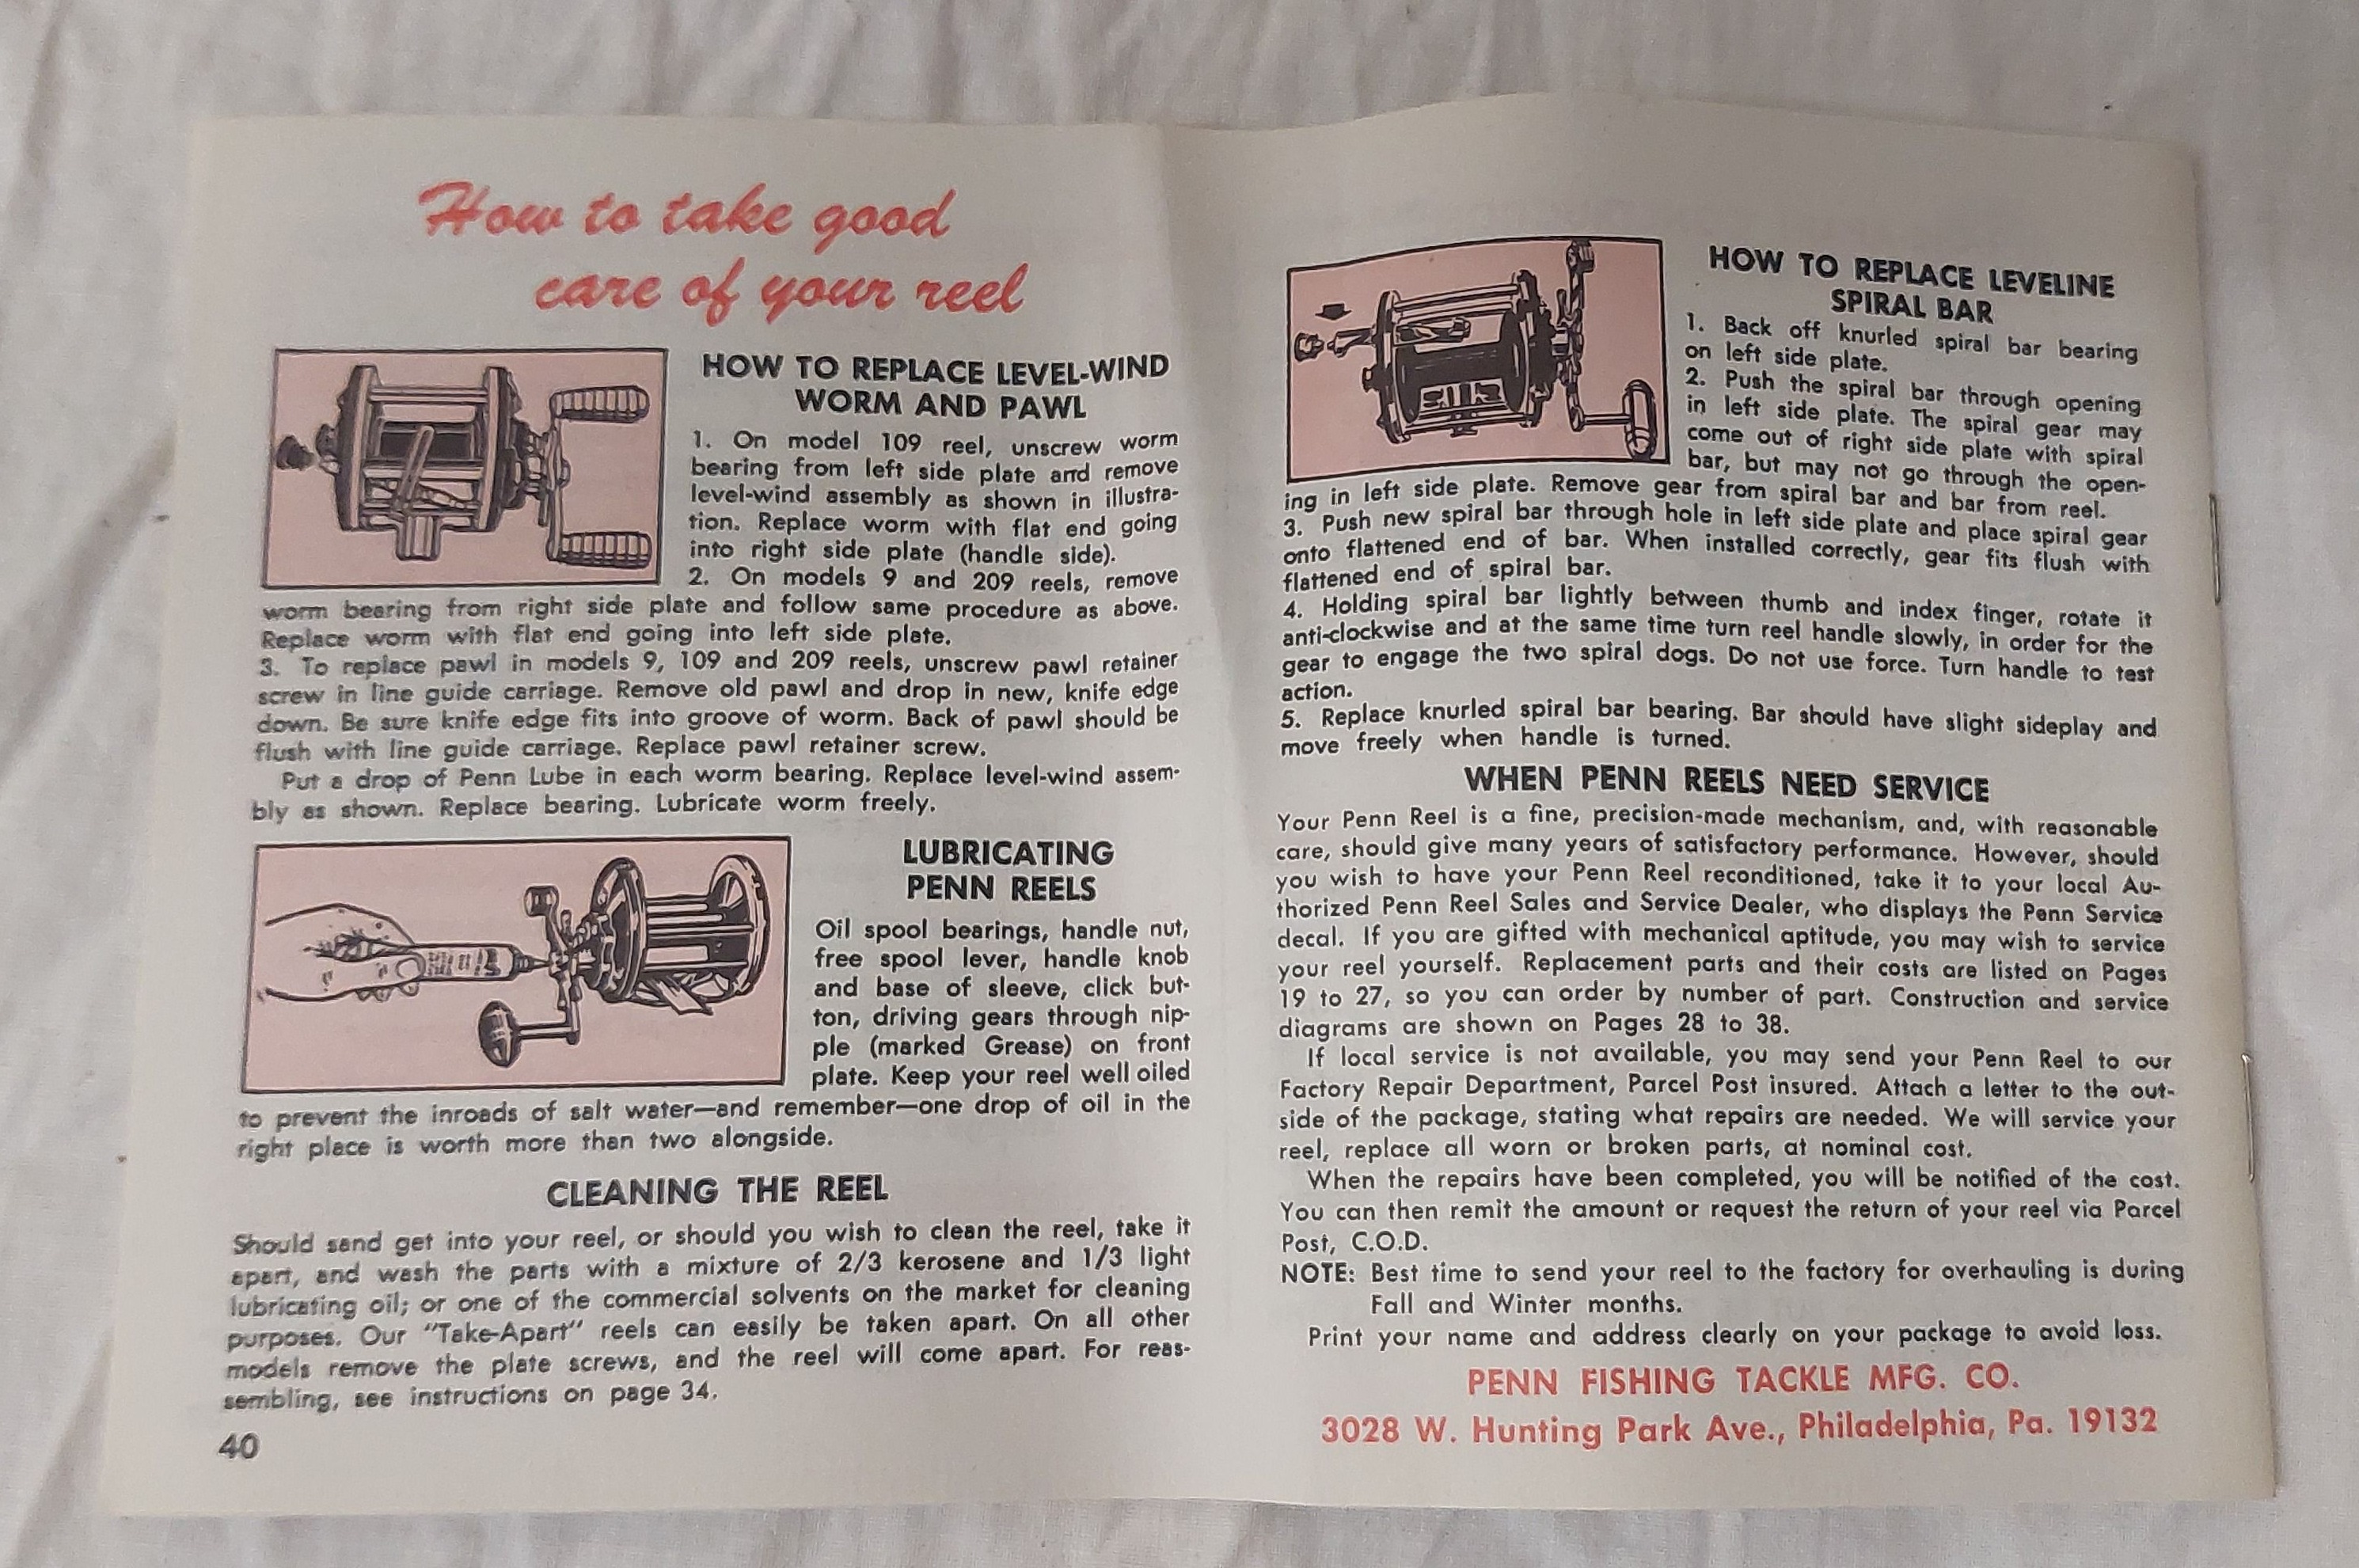 How to take good
care of your reel
HOW TO REPLACE LEVEL-WIND
WORM AND PAWL
1. On model 109 reel, unscrew worm
bearing from left side plate and remove
level-wind assembly as shown in illustra-
tion. Replace worm with flat end going
into right side plate (handle side).
2. On models 9 and 209 reels, remove
worm bearing from right side plate and follow same procedure as above.
Replace worm with flat end going into left side plate.
3. To replace pawl in models 9, 109 and 209 reels, unscrew pawl retainer
screw in line guide carriage. Remove old pawl and drop in new, knife edge
down. Be sure knife edge fits into groove of worm. Back of pawl should be
flush with line guide carriage. Replace pawl retainer screw.
Put a drop of Penn Lube in each worm bearing. Replace level-wind assem-
bly as shown. Replace bearing. Lubricate worm freely.
LUBRICATING
PENN REELS
Oil spool bearings, handle nut,
free spool lever, handle knob
and base of sleeve, click but-
ton, driving gears through nip-
ple (marked Grease) on front
plate. Keep your reel well oiled
to prevent the inroads of salt water—and remember—one drop of oil in the
right place is worth more than two alongside.
CLEANING THE REEL
Should sand get into your reel, or should you wish to clean the reel, take it
apart, and wash the parts with a mixture of 2/3 kerosene and 1/3 light
lubricating oil; or one of the commercial solvents on the market for cleaning
purposes. Our "Take-Apart" reels can easily be taken apart. On all other
models remove the plate screws, and the reel will come apart. For reas-
sembling, see instructions on page 34.
40
HOW TO REPLACE LEVELINE
SPIRAL BAR
1. Back off knurled spiral bar bearing
on left side plate.
2. Push the spiral bar through opening
in left side plate. The spiral gear may
come out of right side plate with spiral
bar, but may not go through the open-
ing in left side plate. Remove gear from spiral bar and bar from reel.
3. Push new spiral bar through hole in left side plate and place spiral gear
onto flattened end of bar. When installed correctly, gear fits flush with
flattened end of spiral bar.
4. Holding spiral bar lightly between thumb and index finger, rotate it
anti-clockwise and at the same time turn reel handle slowly, in order for the
gear to engage the two spiral dogs. Do not use force. Turn handle to test
action.
5. Replace knurled spiral bar bearing. Bar should have slight sideplay and
move freely when handle is turned.
WHEN PENN REELS NEED SERVICE
Your Penn Reel is a fine, precision-made mechanism, and, with reasonable
care, should give many years of satisfactory performance. However, should
you wish to have your Penn Reel reconditioned, take it to your local Au-
thorized Penn Reel Sales and Service Dealer, who displays the Penn Service
decal. If you are gifted with mechanical aptitude, you may wish to service
your reel yourself. Replacement parts and their costs are listed on Pages
19 to 27, so you can order by number of part. Construction and service
diagrams are shown on Pages 28 to 38.
If local service is not available, you may send your Penn Reel to our
Factory Repair Department, Parcel Post insured. Attach a letter to the out-
side of the package, stating what repairs are needed. We will service your
reel, replace all worn or broken parts, at nominal cost.
When the repairs have been completed, you will be notified of the cost.
You can then remit the amount or request the return of your reel via Parcel
Post, C.O.D.
NOTE: Best time to send your reel to the factory for overhauling is during
Fall and Winter months.
Print your name and address clearly on your package to avoid loss.
PENN FISHING TACKLE MFG. CO.
3028 W. Hunting Park Ave., Philadelphia, Pa. 19132